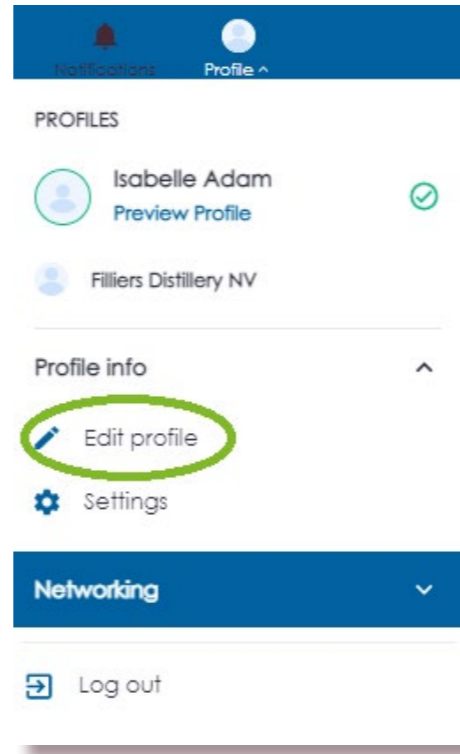 Notifications
Profile
PROFILES
Isabelle Adam
Preview Profile
Filliers Distillery NV
Profile info
Edit profile
Settings
Networking
Log out